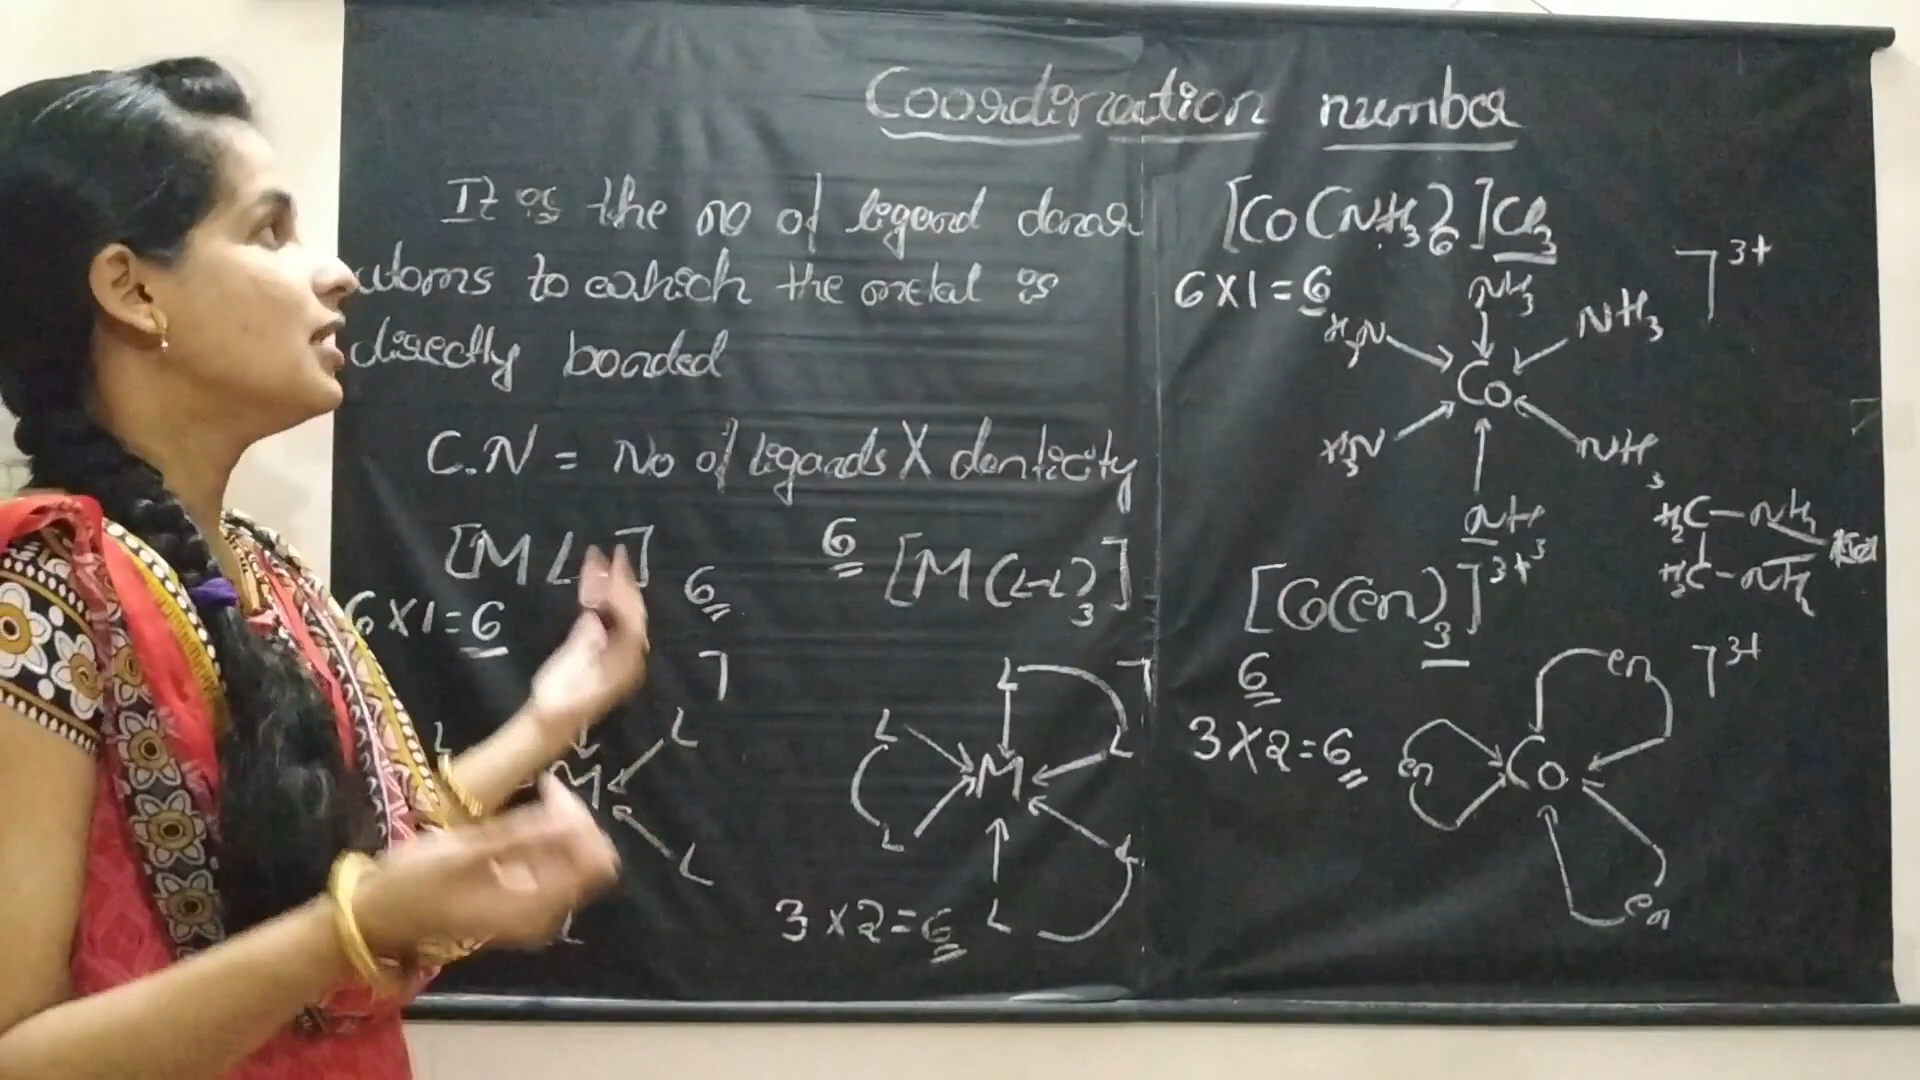 Coordination number
It is the no of ligand donor
atoms to which the metal is
directly bonded
C.N = No of ligands X denticity
[M L ]
6
6 X 1 = 6
L
L
M
L
L
6
[M (L-L)3]
L
L
L
M
L
L
L
3 X 2 = 6
[Co(NH3)6]Cl3
6 X 1 = 6
]3+
NH3
H3N
NH3
Co
H3N
NH3
NH3
H2C - NH2
H2C - NH2
[Co(en)3]3+
6
3 X 2 = 6
]3+
en
en
Co
en